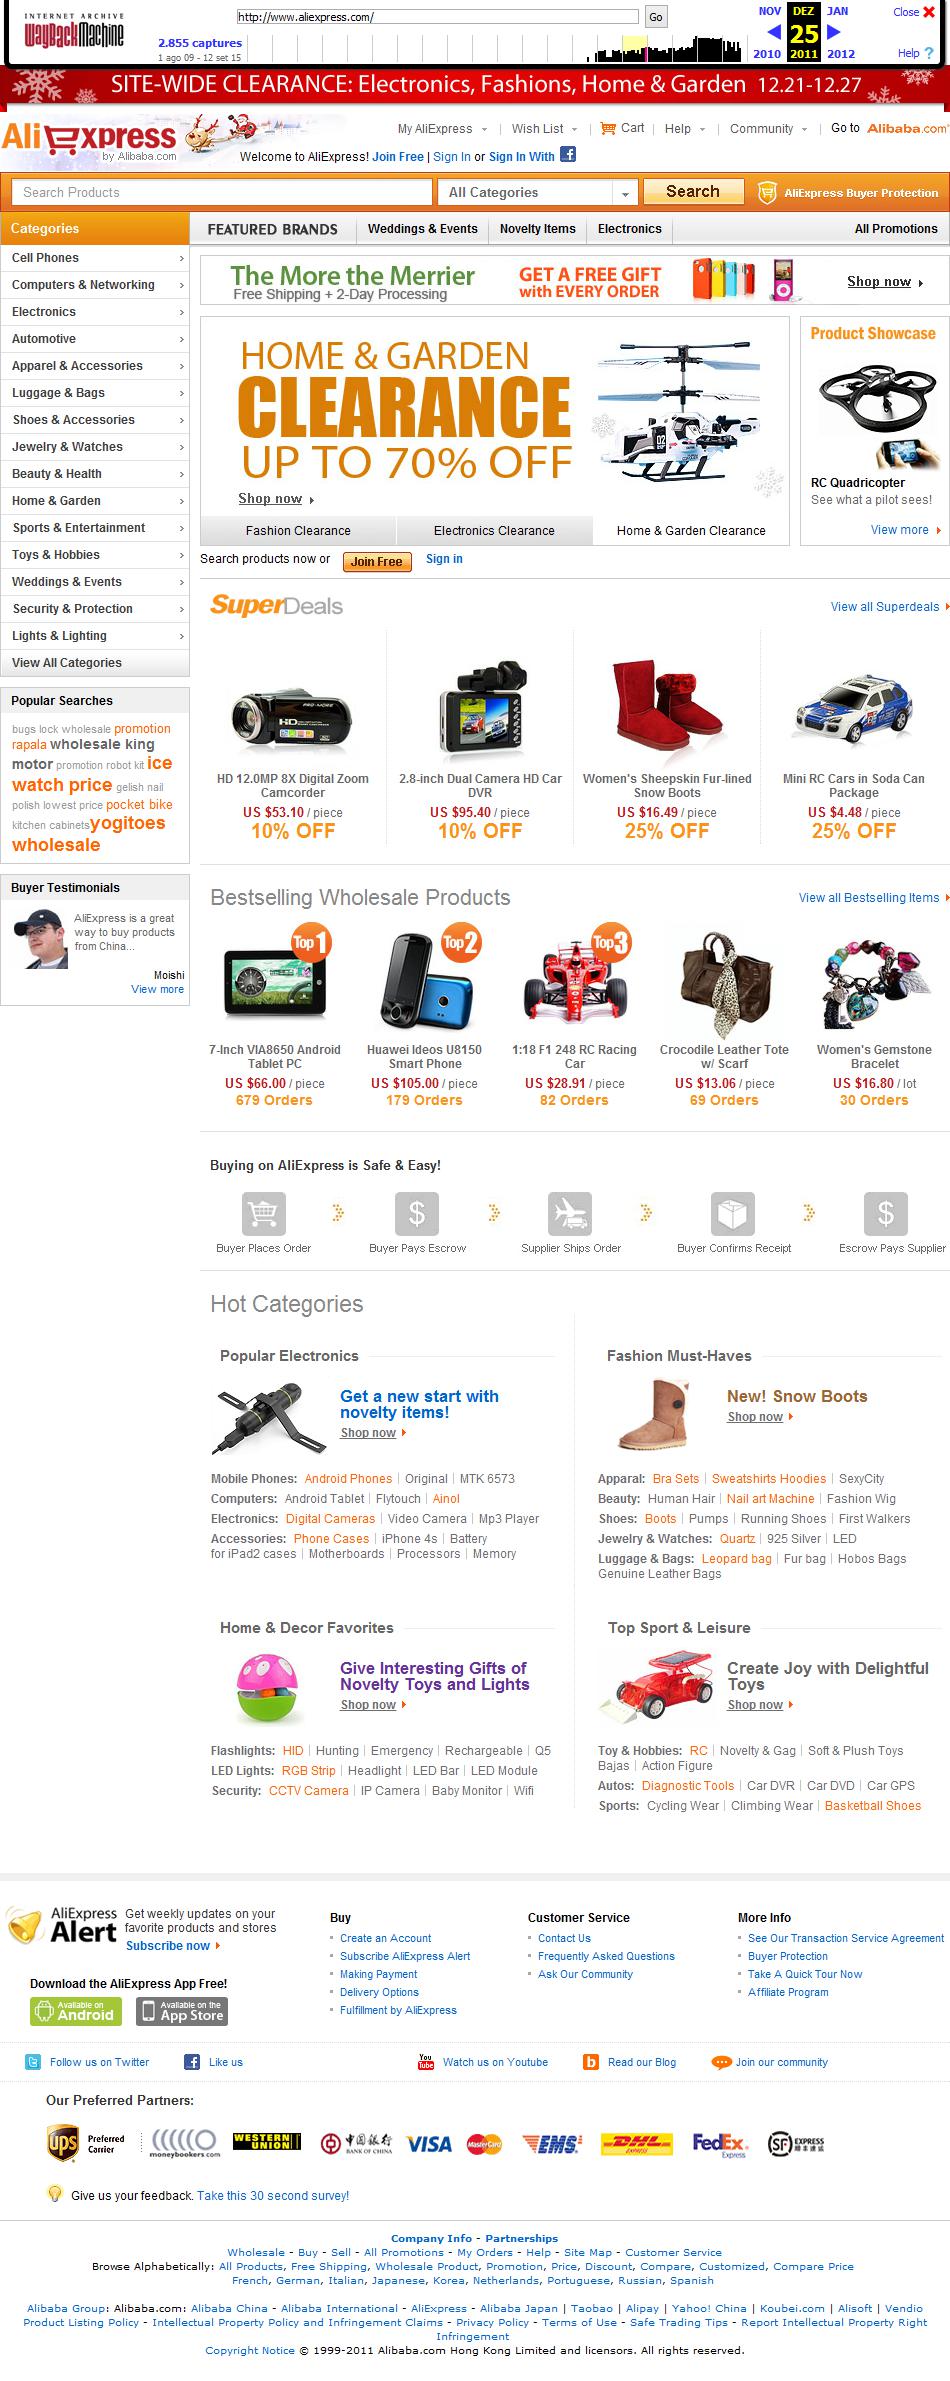 INTERNET ARCHIVE
WayBackMachine
http://www.aliexpress.com/
Go
2.855 captures
1 ago 09 - 12 set 15
NOV DEZ JAN
25
2010 2011 2012
Close
Help ?
SITE-WIDE CLEARANCE: Electronics, Fashions, Home & Garden 12.21-12.27
AliExpress
by Alibaba.com
My AliExpress
Wish List
Cart
Help
Community
Go to Alibaba.com
Welcome to AliExpress! Join Free | Sign In or Sign In With
Search Products
All Categories
Search
AliExpress Buyer Protection
Categories
FEATURED BRANDS
Weddings & Events
Novelty Items
Electronics
All Promotions
Cell Phones
Computers & Networking
Electronics
Automotive
Apparel & Accessories
Luggage & Bags
Shoes & Accessories
Jewelry & Watches
Beauty & Health
Home & Garden
Sports & Entertainment
Toys & Hobbies
Weddings & Events
Security & Protection
Lights & Lighting
View All Categories
Popular Searches
bugs lock wholesale promotion
rapala wholesale king
motor promotion robot kit ice
watch price gelish nail
polish lowest price pocket bike
kitchen cabinets yogitoes
wholesale
Buyer Testimonials
AliExpress is a great
way to buy products
from China...
Moishi
View more
The More the Merrier
Free Shipping + 2-Day Processing
GET A FREE GIFT
with EVERY ORDER
Shop now
HOME & GARDEN
CLEARANCE
UP TO 70% OFF
Shop now
Fashion Clearance
Electronics Clearance
Home & Garden Clearance
Product Showcase
RC Quadricopter
See what a pilot sees!
View more
Search products now or Join Free Sign in
SuperDeals
View all Superdeals
HD 12.0MP 8X Digital Zoom
Camcorder
US $53.10 / piece
10% OFF
2.8-inch Dual Camera HD Car
DVR
US $95.40 / piece
10% OFF
Women's Sheepskin Fur-lined
Snow Boots
US $16.49 / piece
25% OFF
Mini RC Cars in Soda Can
Package
US $4.48 / piece
25% OFF
Bestselling Wholesale Products
View all Bestselling Items
Top 1
7-Inch VIA8650 Android
Tablet PC
US $66.00 / piece
679 Orders
Top 2
Huawei Ideos U8150
Smart Phone
US $105.00 / piece
179 Orders
Top 3
1:18 F1 248 RC Racing
Car
US $28.91 / piece
82 Orders
Crocodile Leather Tote
w/ Scarf
US $13.06 / piece
69 Orders
Women's Gemstone
Bracelet
US $16.80 / lot
30 Orders
Buying on AliExpress is Safe & Easy!
Buyer Places Order
Buyer Pays Escrow
Supplier Ships Order
Buyer Confirms Receipt
Escrow Pays Supplier
Hot Categories
Popular Electronics
Get a new start with
novelty items!
Shop now
Mobile Phones: Android Phones | Original | MTK 6573
Computers: Android Tablet | Flytouch | Ainol
Electronics: Digital Cameras | Video Camera | Mp3 Player
Accessories: Phone Cases | iPhone 4s | Battery
for iPad2 cases | Motherboards | Processors | Memory
Fashion Must-Haves
New! Snow Boots
Shop now
Apparal: Bra Sets | Sweatshirts Hoodies | SexyCity
Beauty: Human Hair | Nail art Machine | Fashion Wig
Shoes: Boots | Pumps | Running Shoes | First Walkers
Jewelry & Watches: Quartz | 925 Silver | LED
Luggage & Bags: Leopard bag | Fur bag | Hobos Bags
Genuine Leather Bags
Home & Decor Favorites
Give Interesting Gifts of
Novelty Toys and Lights
Shop now
Flashlights: HID | Hunting | Emergency | Rechargeable | Q5
LED Lights: RGB Strip | Headlight | LED Bar | LED Module
Security: CCTV Camera | IP Camera | Baby Monitor | Wifi
Top Sport & Leisure
Create Joy with Delightful
Toys
Shop now
Toy & Hobbies: RC | Novelty & Gag | Soft & Plush Toys
Bajas | Action Figure
Autos: Diagnostic Tools | Car DVR | Car DVD | Car GPS
Sports: Cycling Wear | Climbing Wear | Basketball Shoes
AliExpress
Alert
Get weekly updates on your
favorite products and stores
Subscribe now
Download the AliExpress App Free!
Available on
Android
Available on the
App Store
Buy
Create an Account
Subscribe AliExpress Alert
Making Payment
Delivery Options
Fulfillment by AliExpress
Customer Service
Contact Us
Frequently Asked Questions
Ask Our Community
More Info
See Our Transaction Service Agreement
Buyer Protection
Take A Quick Tour Now
Affiliate Program
Follow us on Twitter
Like us
You Tube
Watch us on Youtube
Read our Blog
Join our community
Our Preferred Partners:
ups Preferred
Carrier
moneybookers.com
WESTERN UNION
中国银行
BANK OF CHINA
VISA
MasterCard
EMS
DHL
EXPRESS
FedEx
Express
SF EXPRESS
Give us your feedback. Take this 30 second survey!
Company Info - Partnerships
Wholesale - Buy - Sell - All Promotions - My Orders - Help - Site Map - Customer Service
Browse Alphabetically: All Products, Free Shipping, Wholesale Product, Promotion, Price, Discount, Compare, Customized, Compare Price
French, German, Italian, Japanese, Korea, Netherlands, Portuguese, Russian, Spanish
Alibaba Group: Alibaba.com: Alibaba China - Alibaba International - AliExpress - Alibaba Japan | Taobao | Alipay | Yahoo! China | Koubei.com | Alisoft | Vendio
Product Listing Policy - Intellectual Property Policy and Infringement Claims - Privacy Policy - Terms of Use - Safe Trading Tips - Report Intellectual Property Right
Infringement
Copyright Notice © 1999-2011 Alibaba.com Hong Kong Limited and licensors. All rights reserved.